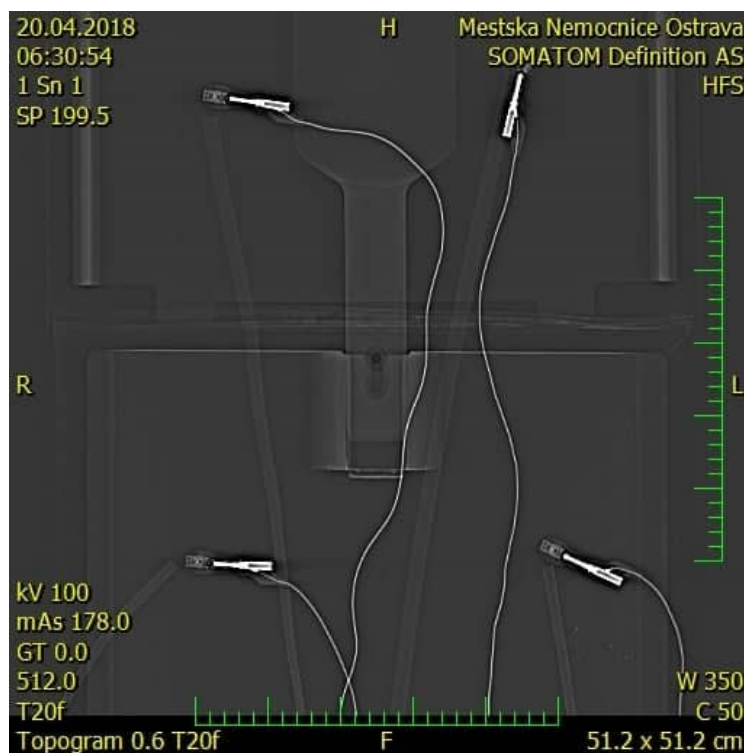 20.04.2018
06:30:54
1 Sn 1
SP 199.5
H
Mestska Nemocnice Ostrava
SOMATOM Definition AS
HFS
R
L
kV 100
mAs 178.0
GT 0.0
512.0
T20f
Topogram 0.6 T20f
F
W 350
C 50
51.2 x 51.2 cm